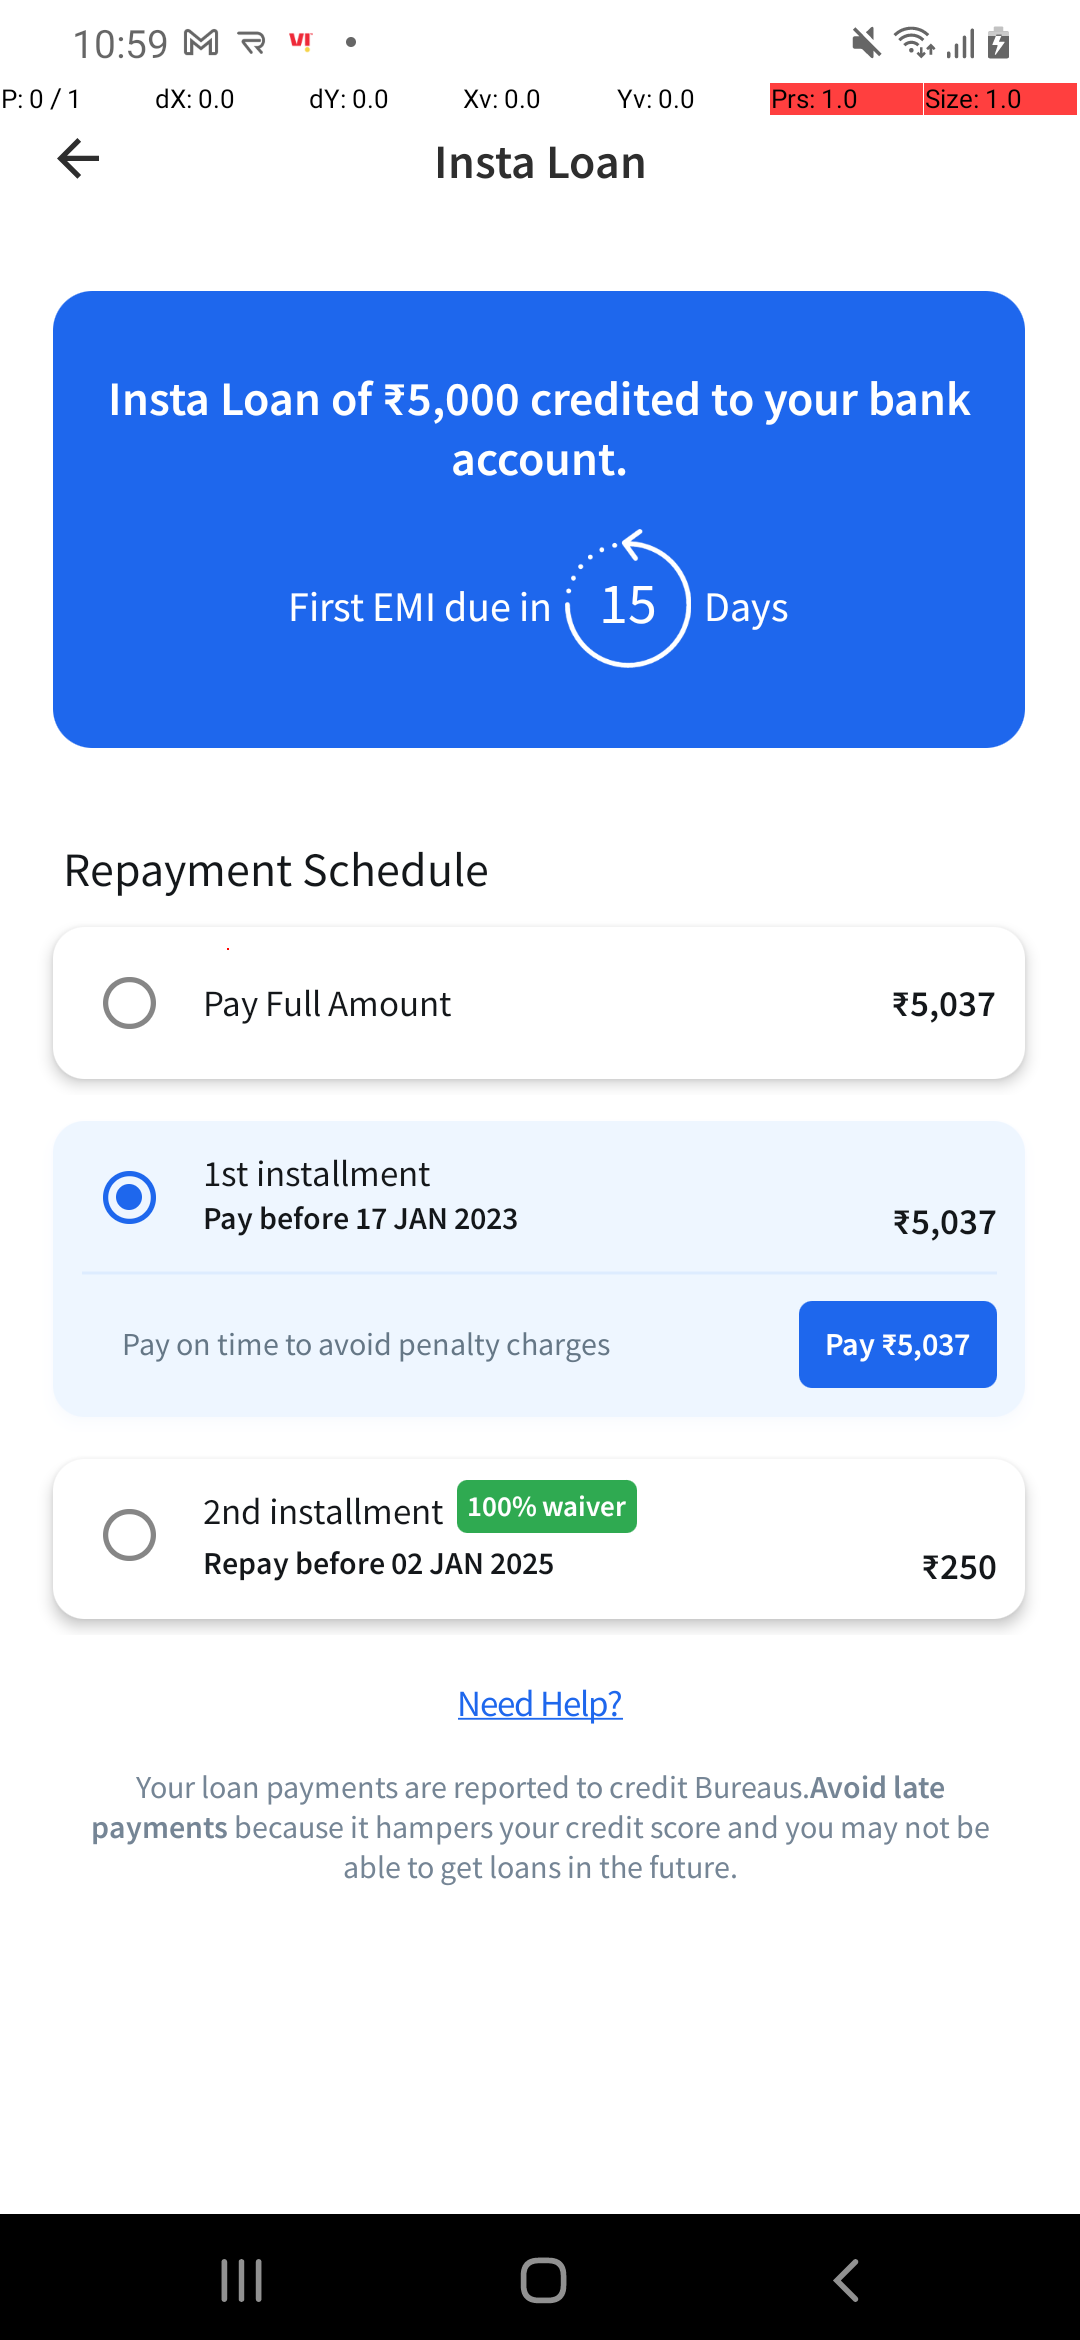 10:59
P: 0 / 1 dX: 0.0 dY: 0.0 Xv: 0.0 Yv: 0.0 Prs: 1.0 Size: 1.0
Insta Loan
Insta Loan of ₹5,000 credited to your bank
account.
First EMI due in 15 Days
Repayment Schedule
Pay Full Amount ₹5,037
1st installment
Pay before 17 JAN 2023 ₹5,037
Pay on time to avoid penalty charges Pay ₹5,037
2nd installment 100% waiver
Repay before 02 JAN 2025 ₹250
Need Help?
Your loan payments are reported to credit Bureaus.Avoid late
payments because it hampers your credit score and you may not be
able to get loans in the future.